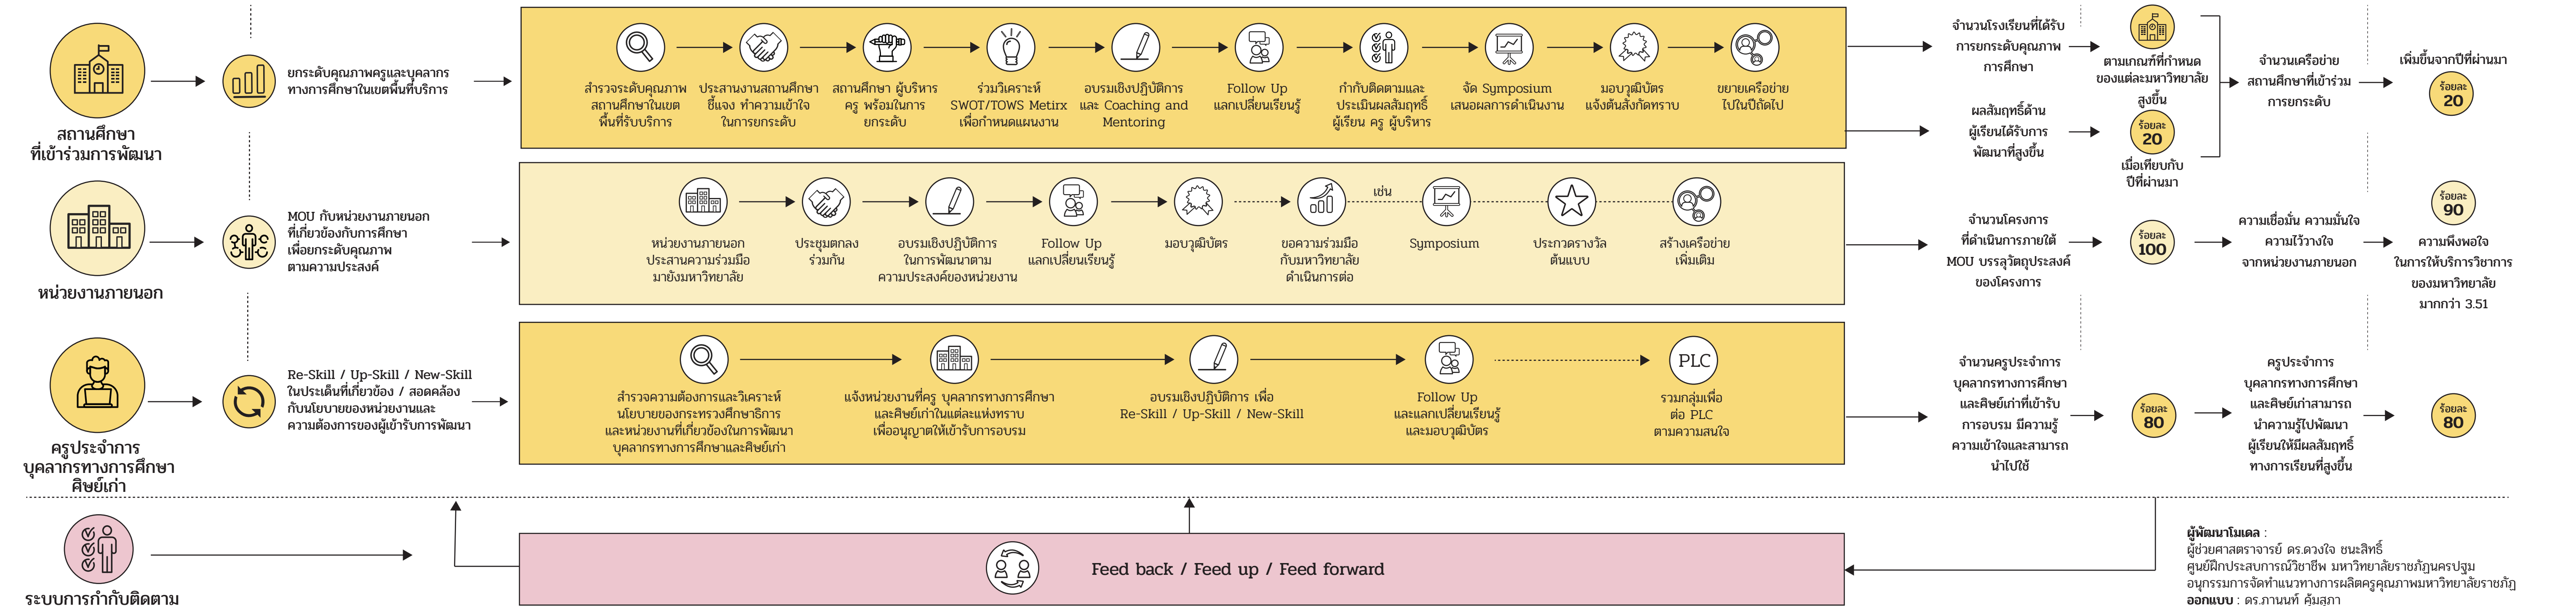 สถานศึกษา
ที่เข้าร่วมการพัฒนา
ยกระดับคุณภาพครูและบุคลากร
ทางการศึกษาในเขตพื้นที่บริการ
สำรวจระดับคุณภาพ
สถานศึกษาในเขต
พื้นที่รับบริการ
ประสานงานสถานศึกษา
ชี้แจง ทำความเข้าใจ
ในการยกระดับ
สถานศึกษา ผู้บริหาร
ครู พร้อมในการ
ยกระดับ
ร่วมวิเคราะห์
SWOT/TOWS Metirx
เพื่อกำหนดแผนงาน
อบรมเชิงปฏิบัติการ
และ Coaching and
Mentoring
Follow Up
แลกเปลี่ยนเรียนรู้
กำกับติดตามและ
ประเมินผลสัมฤทธิ์
ผู้เรียน ครู ผู้บริหาร
จัด Symposium
เสนอผลการดำเนินงาน
มอบวุฒิบัตร
แจ้งต้นสังกัดทราบ
ขยายเครือข่าย
ไปในปีถัดไป
จำนวนโรงเรียนที่ได้รับ
การยกระดับคุณภาพ
การศึกษา
ตามเกณฑ์ที่กำหนด
ของแต่ละมหาวิทยาลัย
สูงขึ้น
ผลสัมฤทธิ์ด้าน
ผู้เรียนได้รับการ
พัฒนาที่สูงขึ้น
ร้อยละ
20
เมื่อเทียบกับ
ปีที่ผ่านมา
จำนวนเครือข่าย
สถานศึกษาที่เข้าร่วม
การยกระดับ
เพิ่มขึ้นจากปีที่ผ่านมา
ร้อยละ
20
หน่วยงานภายนอก
MOU กับหน่วยงานภายนอก
ที่เกี่ยวข้องกับการศึกษา
เพื่อยกระดับคุณภาพ
ตามความประสงค์
หน่วยงานภายนอก
ประสานความร่วมมือ
มายังมหาวิทยาลัย
ประชุมตกลง
ร่วมกัน
อบรมเชิงปฏิบัติการ
ในการพัฒนาตาม
ความประสงค์ของหน่วยงาน
Follow Up
แลกเปลี่ยนเรียนรู้
มอบวุฒิบัตร
ขอความร่วมมือ
กับมหาวิทยาลัย
ดำเนินการต่อ
เช่น
Symposium
ประกวดรางวัล
ต้นแบบ
สร้างเครือข่าย
เพิ่มเติม
จำนวนโครงการ
ที่ดำเนินการภายใต้
MOU บรรลุวัตถุประสงค์
ของโครงการ
ร้อยละ
100
ความเชื่อมั่น ความมั่นใจ
ความไว้วางใจ
จากหน่วยงานภายนอก
ร้อยละ
90
ความพึงพอใจ
ในการให้บริการวิชาการ
ของมหาวิทยาลัย
มากกว่า 3.51
ครูประจำการ
บุคลากรทางการศึกษา
ศิษย์เก่า
Re-Skill / Up-Skill / New-Skill
ในประเด็นที่เกี่ยวข้อง / สอดคล้อง
กับนโยบายของหน่วยงานและ
ความต้องการของผู้เข้ารับการพัฒนา
สำรวจความต้องการและวิเคราะห์
นโยบายของกระทรวงศึกษาธิการ
และหน่วยงานที่เกี่ยวข้องในการพัฒนา
บุคลากรทางการศึกษาและศิษย์เก่า
แจ้งหน่วยงานที่ครู บุคลากรทางการศึกษา
และศิษย์เก่าในแต่ละแห่งทราบ
เพื่ออนุญาตให้เข้ารับการอบรม
อบรมเชิงปฏิบัติการ เพื่อ
Re-Skill / Up-Skill / New-Skill
Follow Up
และแลกเปลี่ยนเรียนรู้
และมอบวุฒิบัตร
PLC
รวมกลุ่มเพื่อ
ต่อ PLC
ตามความสนใจ
จำนวนครูประจำการ
บุคลากรทางการศึกษา
และศิษย์เก่าที่เข้ารับ
การอบรม มีความรู้
ความเข้าใจและสามารถ
นำไปใช้
ร้อยละ
80
ครูประจำการ
บุคลากรทางการศึกษา
และศิษย์เก่าสามารถ
นำความรู้ไปพัฒนา
ผู้เรียนให้มีผลสัมฤทธิ์
ทางการเรียนที่สูงขึ้น
ร้อยละ
80
ระบบการกำกับติดตาม
Feed back / Feed up / Feed forward
ผู้พัฒนาโมเดล :
ผู้ช่วยศาสตราจารย์ ดร.ดวงใจ ชนะสิทธิ์
ศูนย์ฝึกประสบการณ์วิชาชีพ มหาวิทยาลัยราชภัฏนครปฐม
อนุกรรมการจัดทำแนวทางการผลิตครูคุณภาพมหาวิทยาลัยราชภัฏ
ออกแบบ : ดร.ภานนท์ คุ้มสุภา